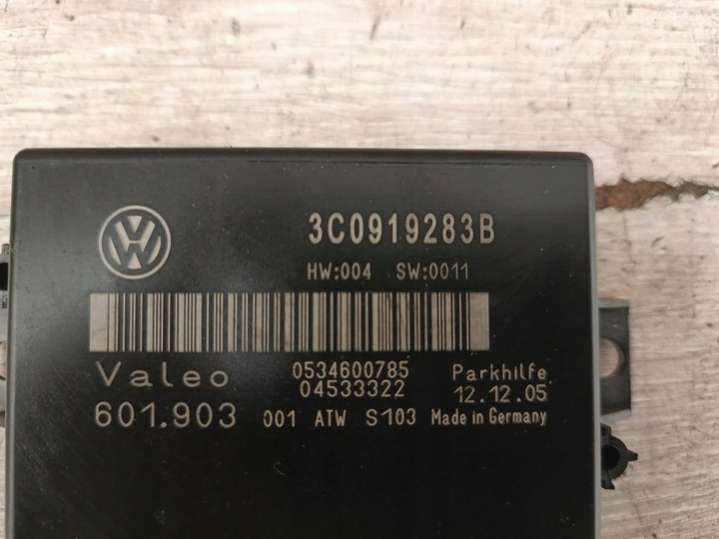 3C0919283B
HW:004 SW:0011
Valeo 0534600785 Parkhilfe
04533322 12.12.05
601.903 001 ATW S103 Made in Germany